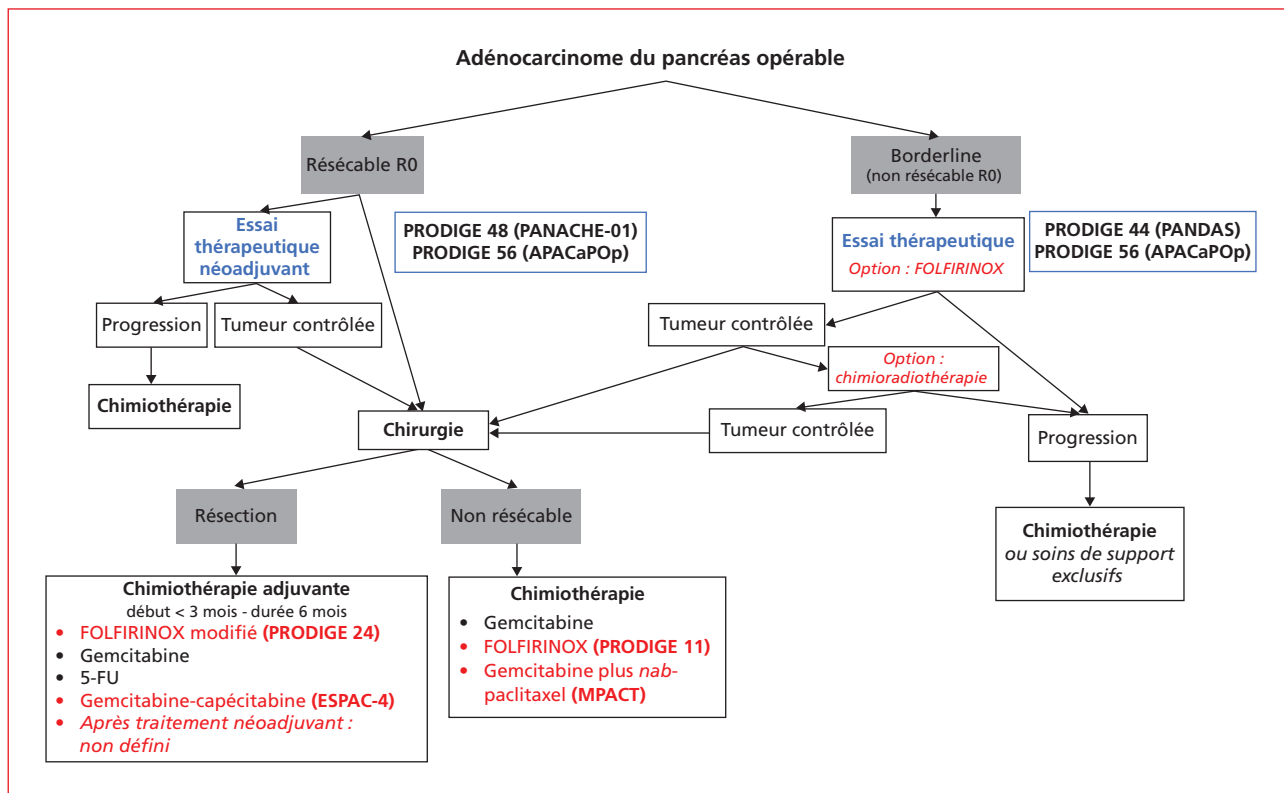 Adénocarcinome du pancréas opérable
Résécable R0
Borderline
(non résécable R0)
Essai
thérapeutique
néoadjuvant
PRODIGE 48 (PANACHE-01)
PRODIGE 56 (APACaPOp)
Essai thérapeutique
Option : FOLFIRINOX
PRODIGE 44 (PANDAS)
PRODIGE 56 (APACaPOp)
Progression
Tumeur contrôlée
Tumeur contrôlée
Option :
chimioradiothérapie
Chimiothérapie
Chirurgie
Tumeur contrôlée
Progression
Résection
Non résécable
Chimiothérapie
ou soins de support
exclusifs
Chimiothérapie adjuvante
début < 3 mois - durée 6 mois
• FOLFIRINOX modifié (PRODIGE 24)
• Gemcitabine
• 5-FU
• Gemcitabine-capécitabine (ESPAC-4)
• Après traitement néoadjuvant :
non défini
Chimiothérapie
• Gemcitabine
• FOLFIRINOX (PRODIGE 11)
• Gemcitabine plus nab-
paclitaxel (MPACT)